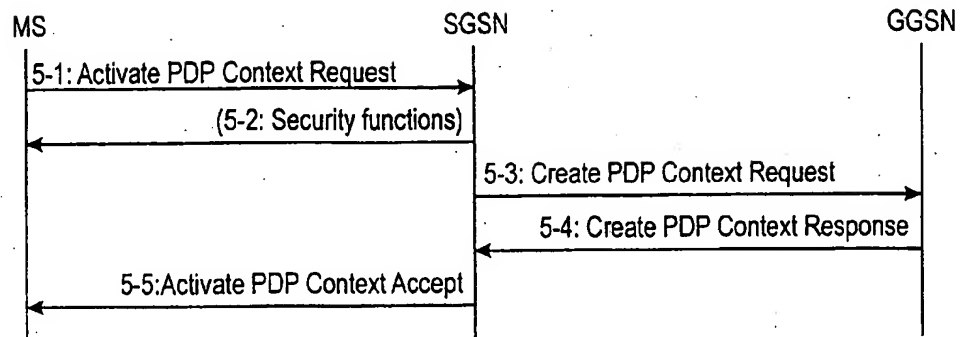 MS SGSN GGSN
5-1: Activate PDP Context Request
(5-2: Security functions)
5-3: Create PDP Context Request
5-4: Create PDP Context Response
5-5:Activate PDP Context Accept